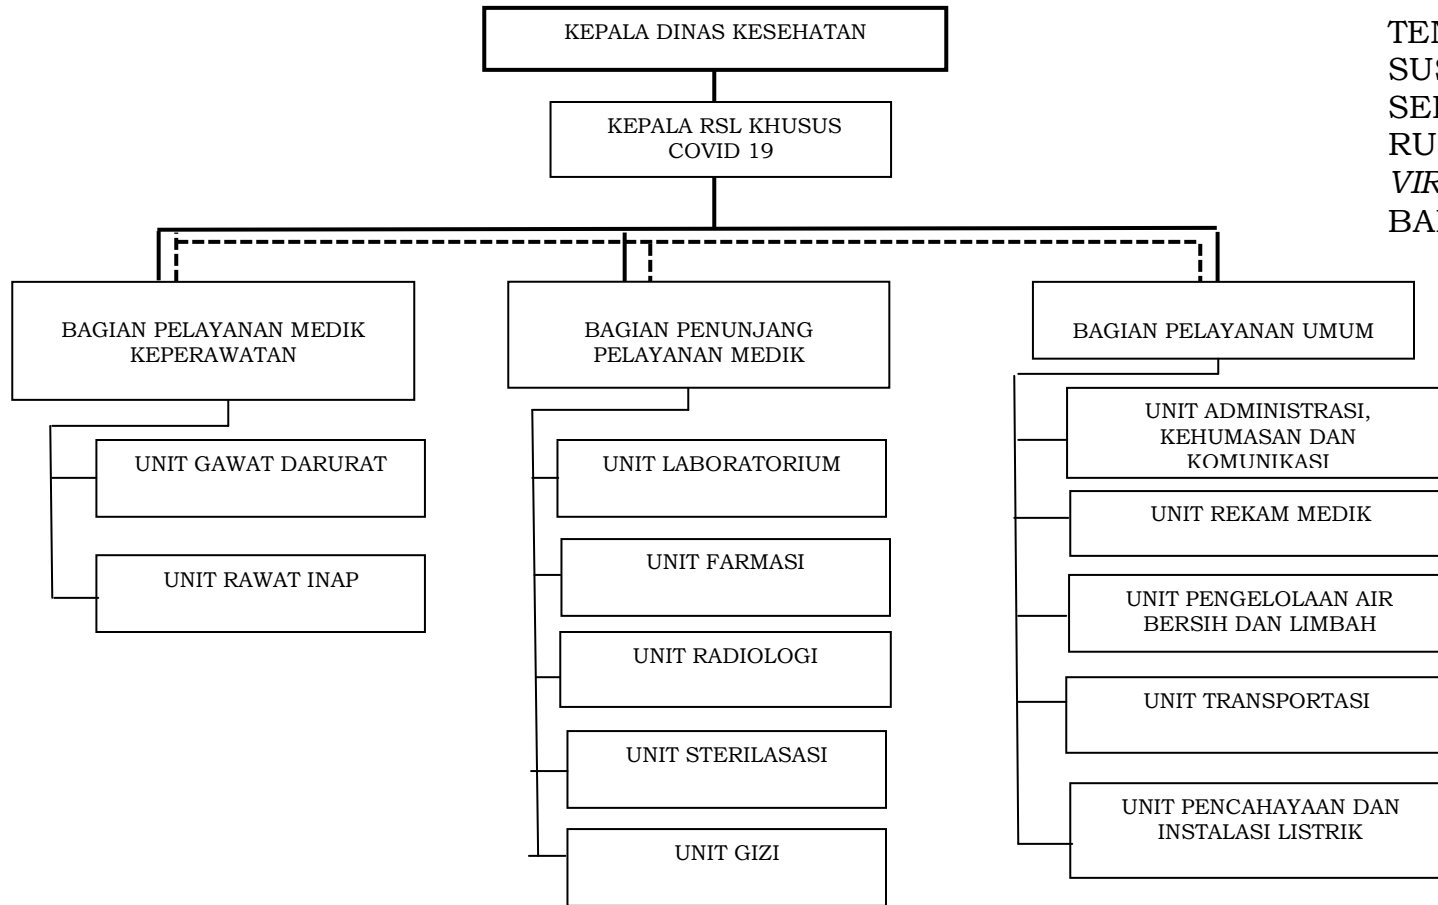 KEPALA DINAS KESEHATAN
KEPALA RSL KHUSUS
COVID 19
BAGIAN PELAYANAN MEDIK
KEPERAWATAN
UNIT GAWAT DARURAT
UNIT RAWAT INAP
BAGIAN PENUNJANG
PELAYANAN MEDIK
UNIT LABORATORIUM
UNIT FARMASI
UNIT RADIOLOGI
UNIT STERILASASI
UNIT GIZI
BAGIAN PELAYANAN UMUM
UNIT ADMINISTRASI,
KEHUMASAN DAN
KOMUNIKASI
UNIT REKAM MEDIK
UNIT PENGELOLAAN AIR
BERSIH DAN LIMBAH
UNIT TRANSPORTASI
UNIT PENCAHAYAAN DAN
INSTALASI LISTRIK